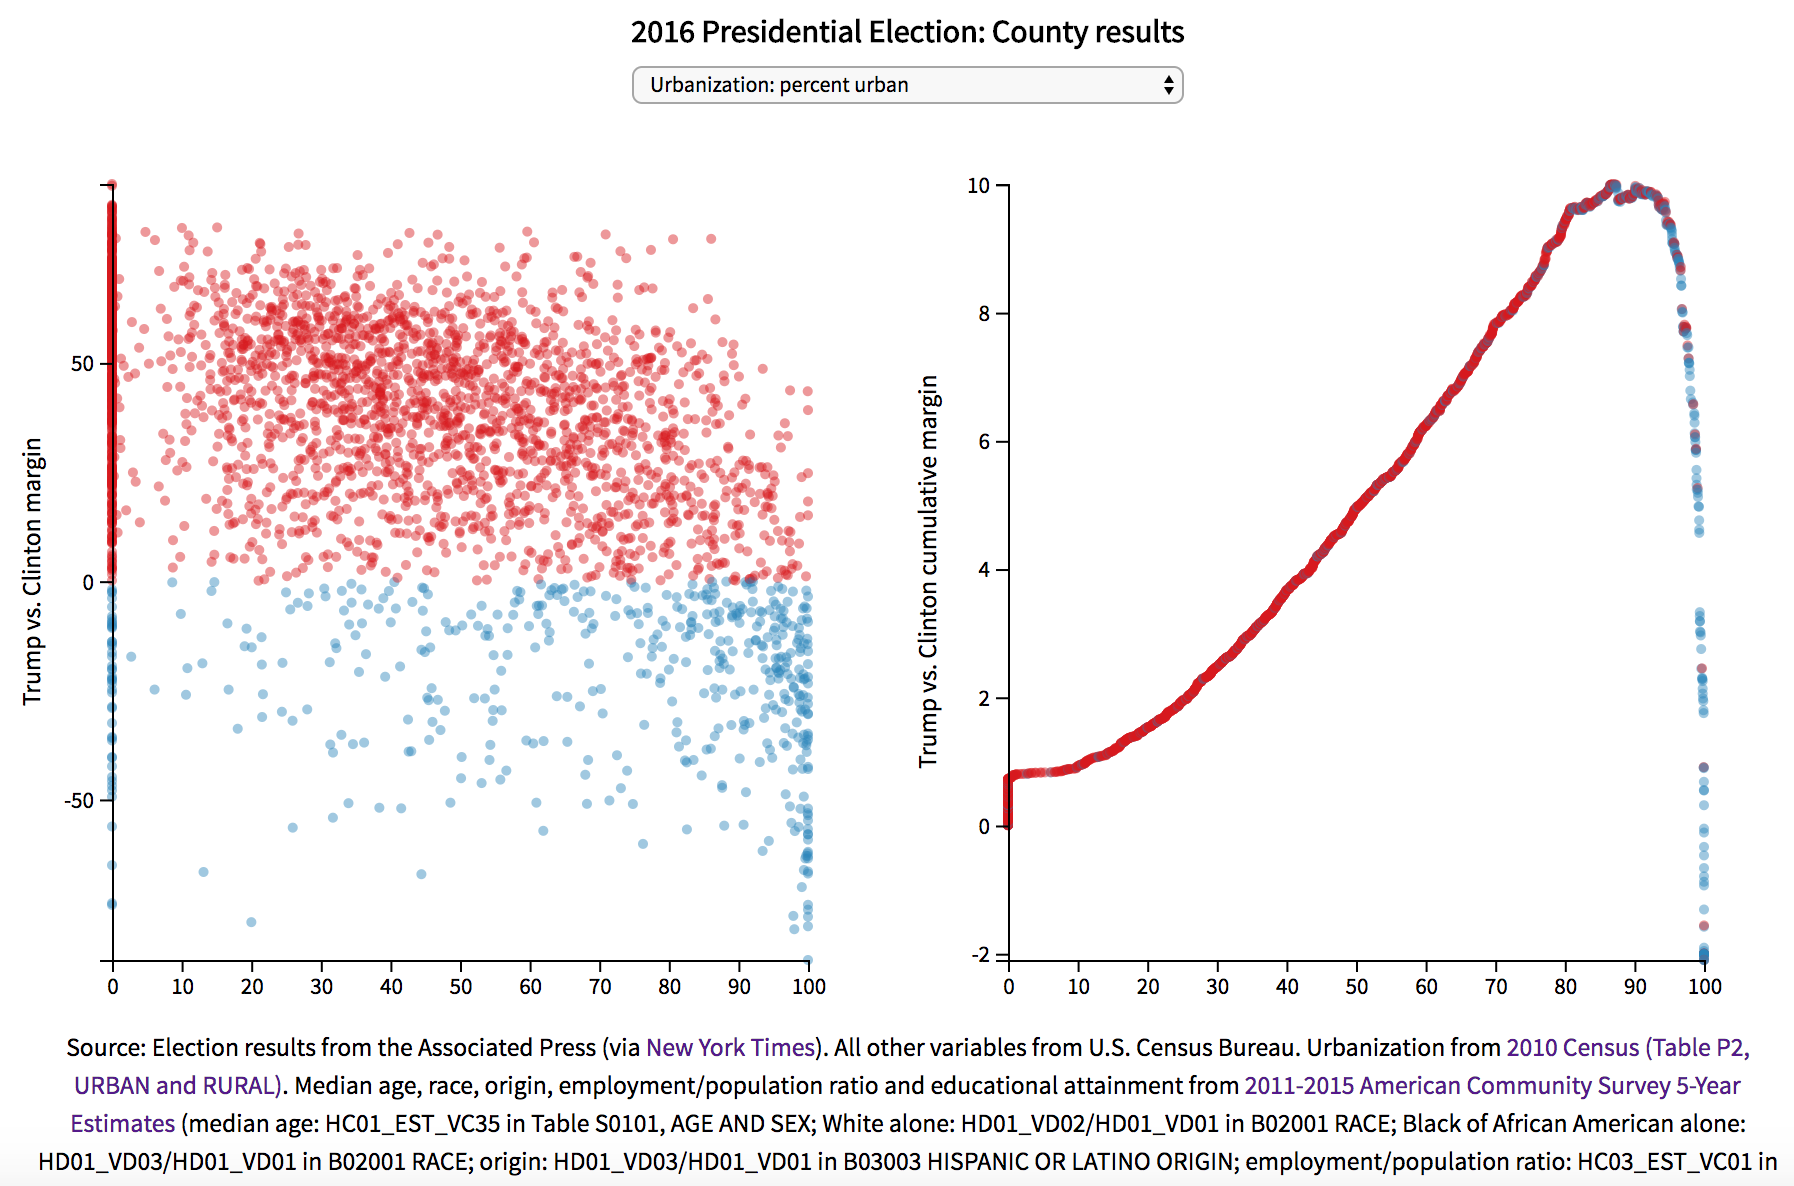 2016 Presidential Election: County results
Urbanization: percent urban
Trump vs. Clinton margin
50
0
-50
0 10 20 30 40 50 60 70 80 90 100
Trump vs. Clinton cumulative margin
10
8
6
4
2
0
-2
0 10 20 30 40 50 60 70 80 90 100
Source: Election results from the Associated Press (via New York Times). All other variables from U.S. Census Bureau. Urbanization from 2010 Census (Table P2,
URBAN and RURAL). Median age, race, origin, employment/population ratio and educational attainment from 2011-2015 American Community Survey 5-Year
Estimates (median age: HC01_EST_VC35 in Table S0101, AGE AND SEX; White alone: HD01_VD02/HD01_VD01 in B02001 RACE; Black of African American alone:
HD01_VD03/HD01_VD01 in B02001 RACE; origin: HD01_VD03/HD01_VD01 in B03003 HISPANIC OR LATINO ORIGIN; employment/population ratio: HC03_EST_VC01 in